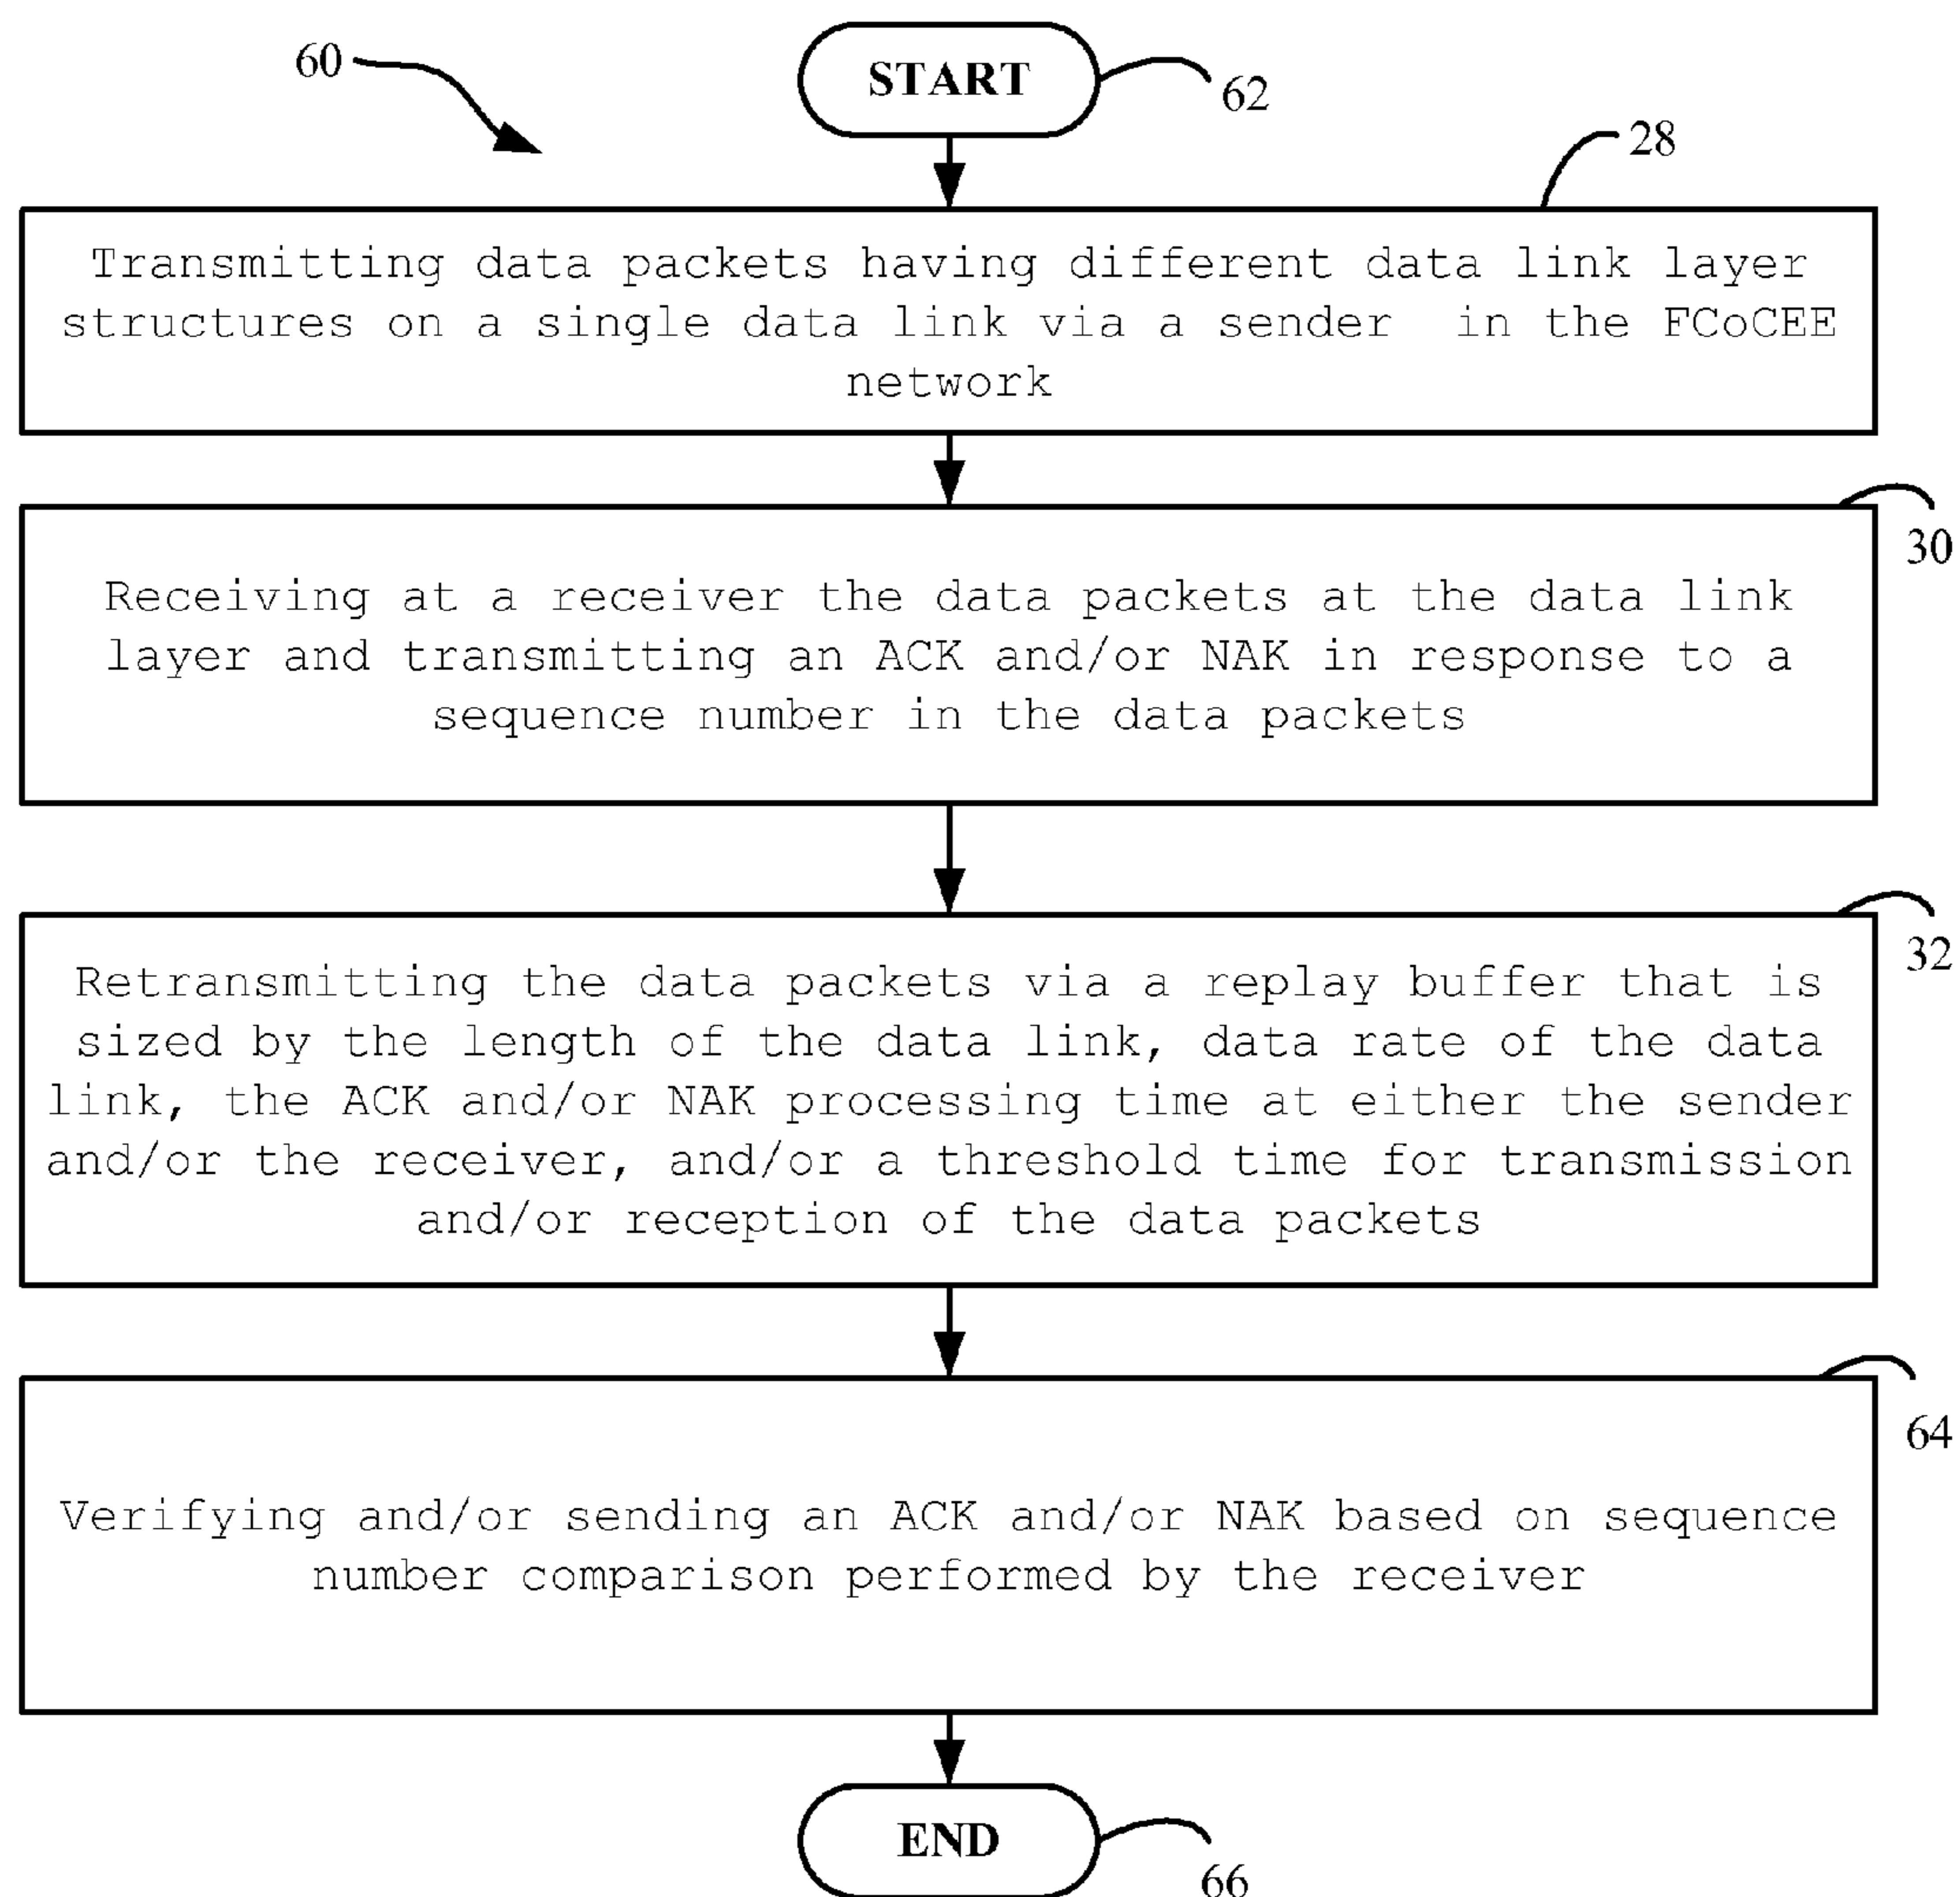 60
START
62
28
Transmitting data packets having different data link layer
structures on a single data link via a sender in the FCoCEE
network
30
Receiving at a receiver the data packets at the data link
layer and transmitting an ACK and/or NAK in response to a
sequence number in the data packets
32
Retransmitting the data packets via a replay buffer that is
sized by the length of the data link, data rate of the data
link, the ACK and/or NAK processing time at either the sender
and/or the receiver, and/or a threshold time for transmission
and/or reception of the data packets
64
Verifying and/or sending an ACK and/or NAK based on sequence
number comparison performed by the receiver
END
66